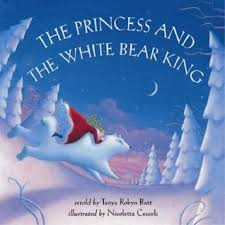 THE PRINCESS AND
THE WHITE BEAR KING
retold by Tanya Robyn Batt
illustrated by Nicoletta Ceccoli